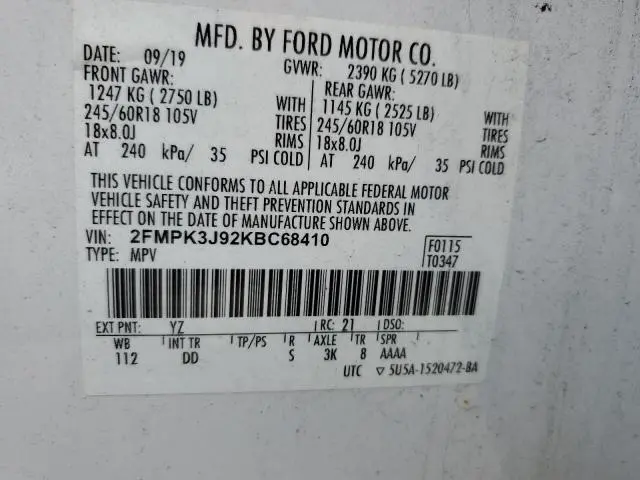 MFD. BY FORD MOTOR CO.
DATE: 09/19 GVWR: 2390 KG ( 5270 LB)
FRONT GAWR: REAR GAWR:
1247 KG ( 2750 LB) WITH 1145 KG ( 2525 LB) WITH
245/60R18 105V TIRES 245/60R18 105V TIRES
18x8.0J RIMS 18x8.0J RIMS
AT 240 kPa/ 35 PSI COLD AT 240 kPa/ 35 PSI COLD
THIS VEHICLE CONFORMS TO ALL APPLICABLE FEDERAL MOTOR
VEHICLE SAFETY AND THEFT PREVENTION STANDARDS IN
EFFECT ON THE DATE OF MANUFACTURE SHOWN ABOVE.
VIN: 2FMPK3J92KBC68410 F0115
TYPE: MPV T0347
EXT PNT: YZ RC: 21 DSO:
WB INT TR TP/PS R AXLE TR SPR
112 DD S 3K 8 AAAA
UTC ▽ 5U5A-1520472-BA